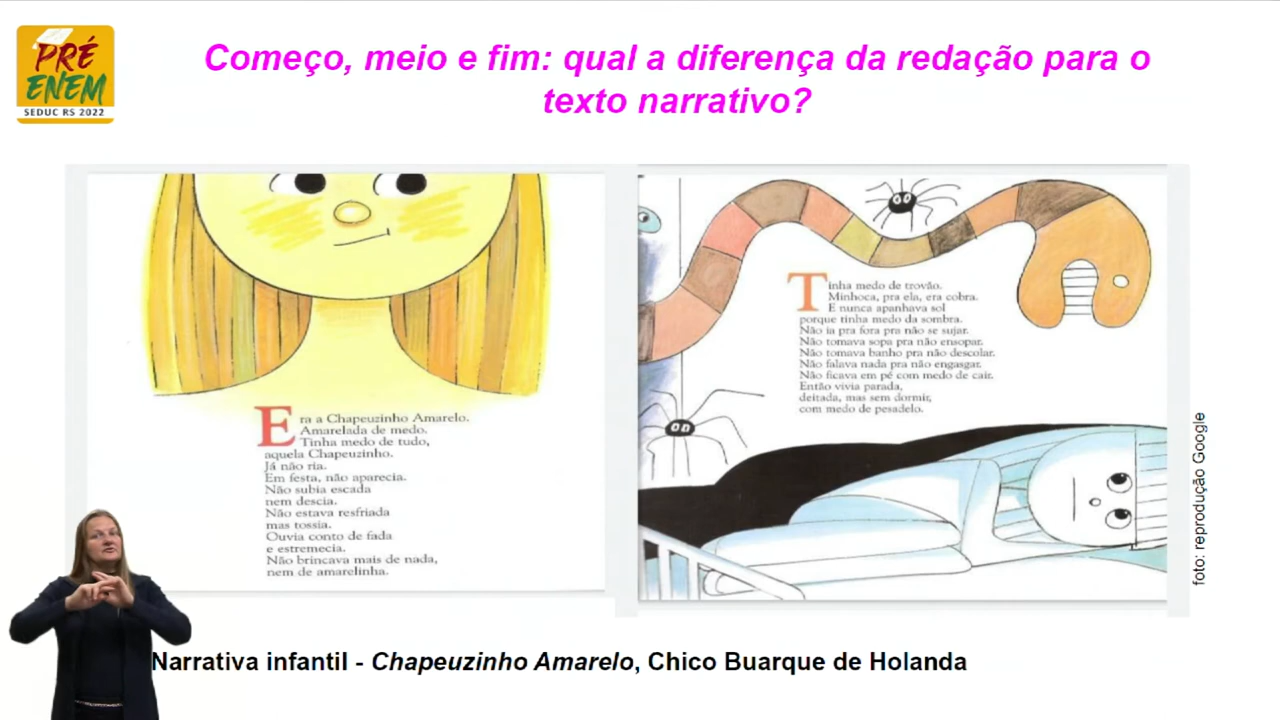 PRÉ
ENEM
SEDUC RS 2022
Começo, meio e fim: qual a diferença da redação para o
texto narrativo?
Era a Chapeuzinho Amarelo.
Amarelada de medo.
Tinha medo de tudo,
aquela Chapeuzinho.
Já não ria.
Em festa, não aparecia.
Não subia escada
nem descia.
Não estava resfriada
mas tossia.
Ouvia conto de fada
e estremecia.
Não brincava mais de nada,
nem de amarelinha.
Tinha medo de trovão.
Minhoca, pra ela, era cobra.
E nunca apanhava sol
porque tinha medo da sombra.
Não ia pra fora pra não se sujar.
Não tomava sopa pra não ensopar.
Não tomava banho pra não descolar.
Não falava nada pra não engasgar.
Não ficava em pé com medo de cair.
Então vivia parada,
deitada, mas sem dormir,
com medo de pesadelo.
foto: reprodução Google
Narrativa infantil - Chapeuzinho Amarelo, Chico Buarque de Holanda